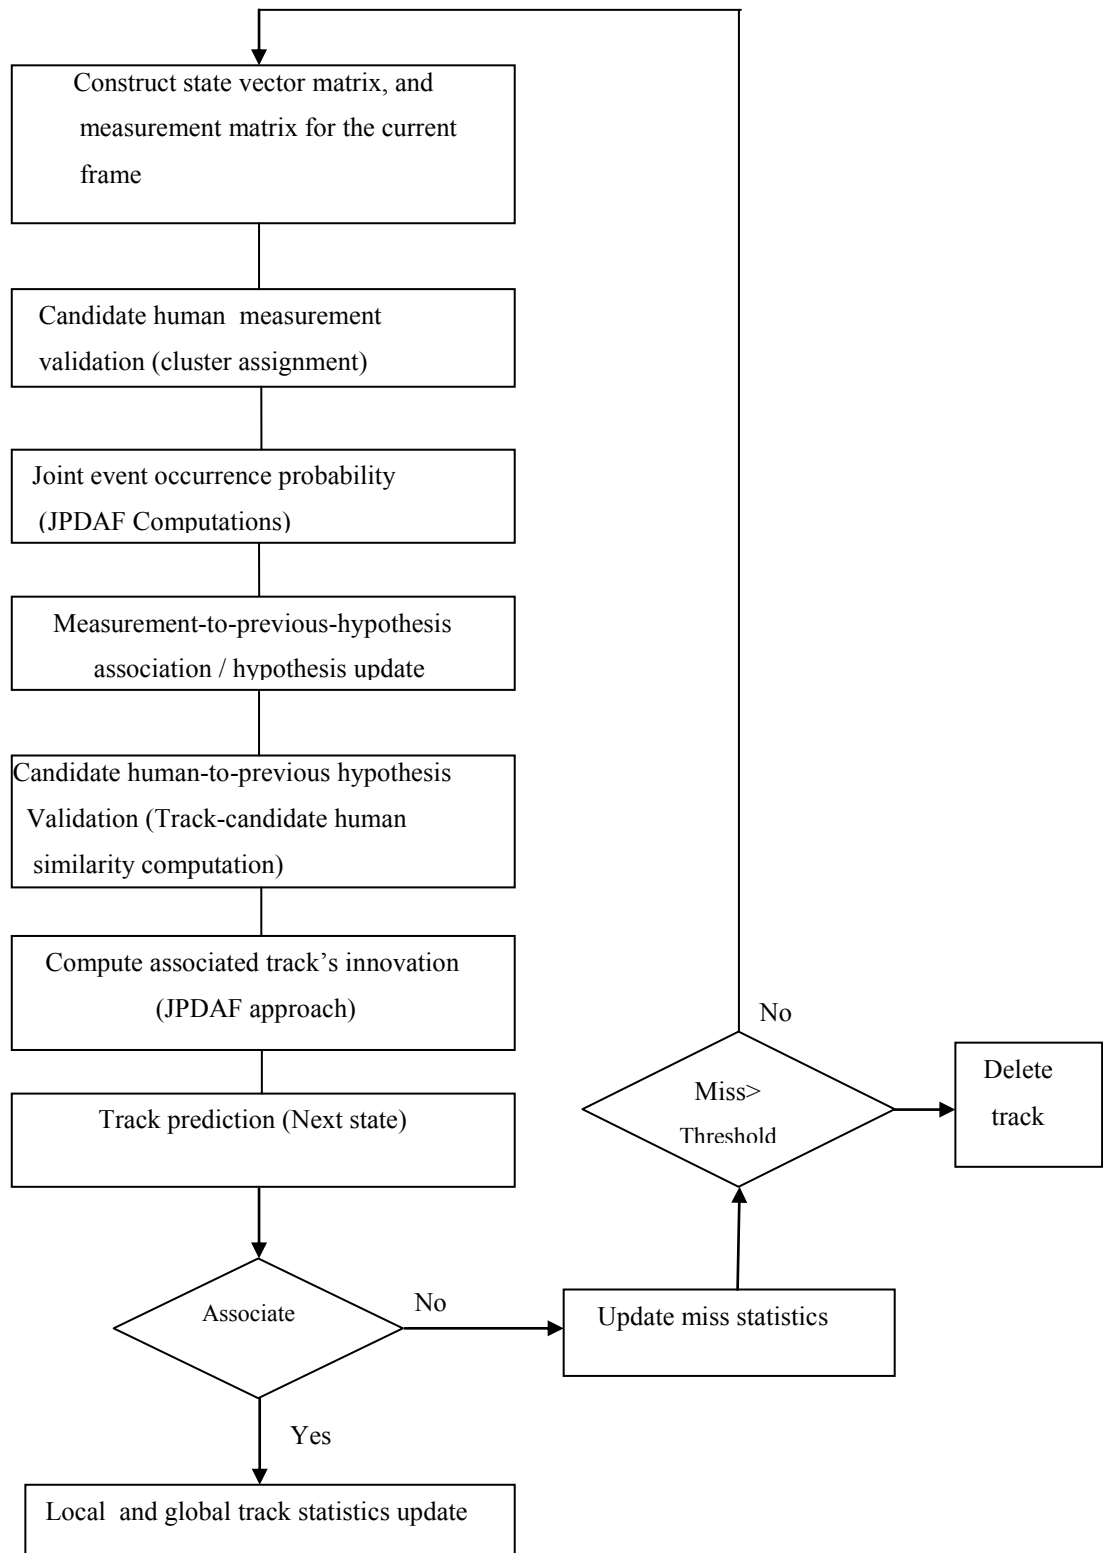 Construct state vector matrix, and
measurement matrix for the current
frame
Candidate human measurement
validation (cluster assignment)
Joint event occurrence probability
(JPDAF Computations)
Measurement-to-previous-hypothesis
association / hypothesis update
Candidate human-to-previous hypothesis
Validation (Track-candidate human
similarity computation)
Compute associated track’s innovation
(JPDAF approach)
Track prediction (Next state)
Associate
No
Yes
Local and global track statistics update
Update miss statistics
Miss>
Threshold
No
Delete
track